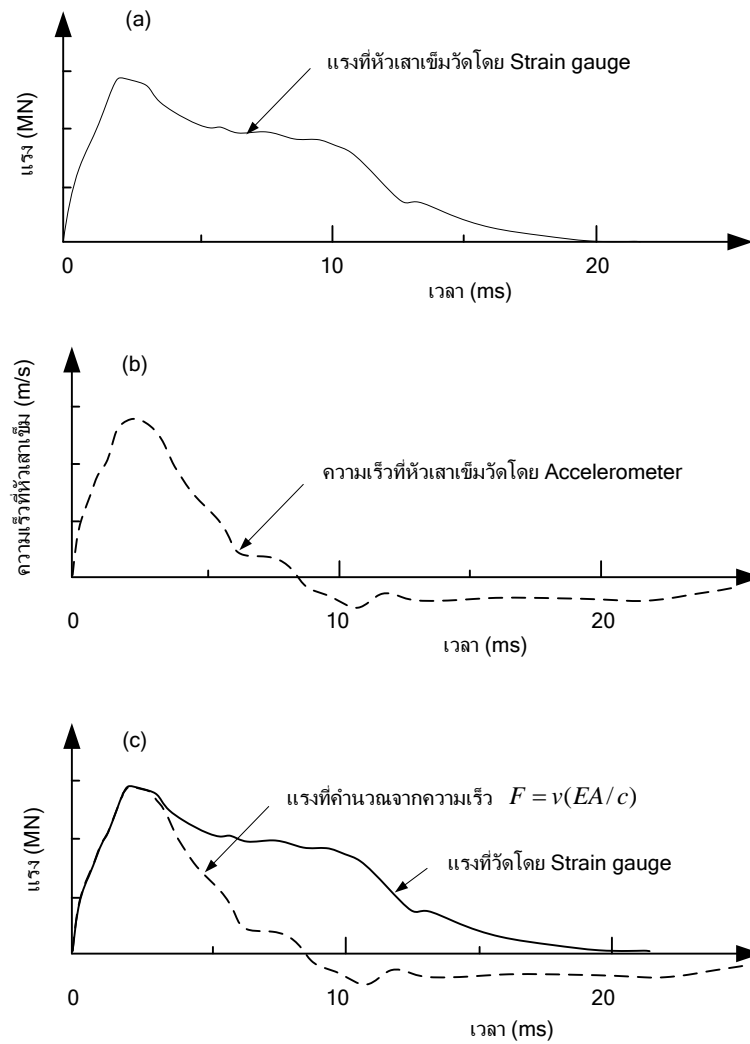 (a)
แรงที่หัวเสาเข็มวัดโดย Strain gauge
แรง (MN)
0
10
20
เวลา (ms)
(b)
ความเร็วที่หัวเสาเข็มวัดโดย Accelerometer
ความเร็วที่หัวเสาเข็ม (m/s)
0
10
20
เวลา (ms)
(c)
แรงที่คำนวณจากความเร็ว F = v(EA/c)
แรงที่วัดโดย Strain gauge
แรง (MN)
0
10
20
เวลา (ms)